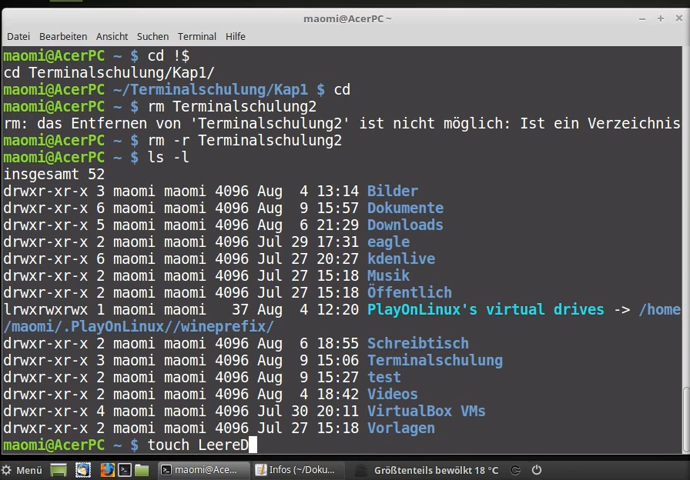 maomi@AcerPC ~
Datei Bearbeiten Ansicht Suchen Terminal Hilfe
maomi@AcerPC ~ $ cd !$
cd Terminalschulung/Kap1/
maomi@AcerPC ~/Terminalschulung/Kap1 $ cd
maomi@AcerPC ~ $ rm Terminalschulung2
rm: das Entfernen von 'Terminalschulung2' ist nicht möglich: Ist ein Verzeichnis
maomi@AcerPC ~ $ rm -r Terminalschulung2
maomi@AcerPC ~ $ ls -l
insgesamt 52
drwxr-xr-x 3 maomi maomi 4096 Aug  4 13:14 Bilder
drwxr-xr-x 6 maomi maomi 4096 Aug  9 15:57 Dokumente
drwxr-xr-x 5 maomi maomi 4096 Aug  6 21:29 Downloads
drwxr-xr-x 2 maomi maomi 4096 Jul 29 17:31 eagle
drwxr-xr-x 6 maomi maomi 4096 Jul 27 20:27 kdenlive
drwxr-xr-x 2 maomi maomi 4096 Jul 27 15:18 Musik
drwxr-xr-x 2 maomi maomi 4096 Jul 27 15:18 Öffentlich
lrwxrwxrwx 1 maomi maomi   37 Aug  4 12:20 PlayOnLinux's virtual drives -> /home
/maomi/.PlayOnLinux//wineprefix/
drwxr-xr-x 2 maomi maomi 4096 Aug  6 18:55 Schreibtisch
drwxr-xr-x 3 maomi maomi 4096 Aug  9 15:06 Terminalschulung
drwxr-xr-x 2 maomi maomi 4096 Aug  9 15:27 test
drwxr-xr-x 2 maomi maomi 4096 Aug  4 18:42 Videos
drwxr-xr-x 4 maomi maomi 4096 Jul 30 20:11 VirtualBox VMs
drwxr-xr-x 2 maomi maomi 4096 Jul 27 15:18 Vorlagen
maomi@AcerPC ~ $ touch LeereD
Menü maomi@Ace... Infos (~/Doku... Größtenteils bewölkt 18 °C